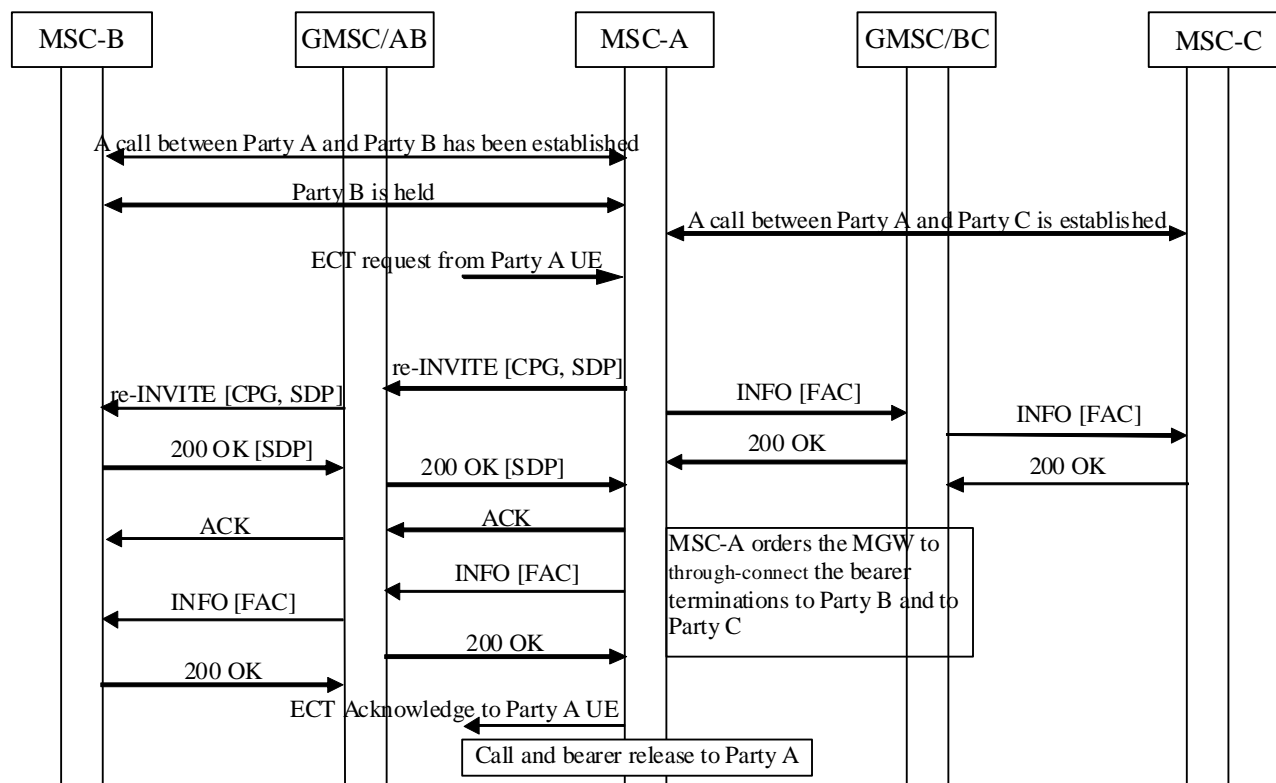 MSC-B GMSC/AB MSC-A GMSC/BC MSC-C
A call between Party A and Party B has been established
Party B is held
A call between Party A and Party C is established
ECT request from Party A UE
re-INVITE [CPG, SDP]
re-INVITE [CPG, SDP]
INFO [FAC]
INFO [FAC]
200 OK [SDP]
200 OK
200 OK [SDP]
200 OK
ACK
ACK
MSC-A orders the MGW to
through-connect the bearer
terminations to Party B and to
Party C
INFO [FAC]
INFO [FAC]
200 OK
200 OK
ECT Acknowledge to Party A UE
Call and bearer release to Party A